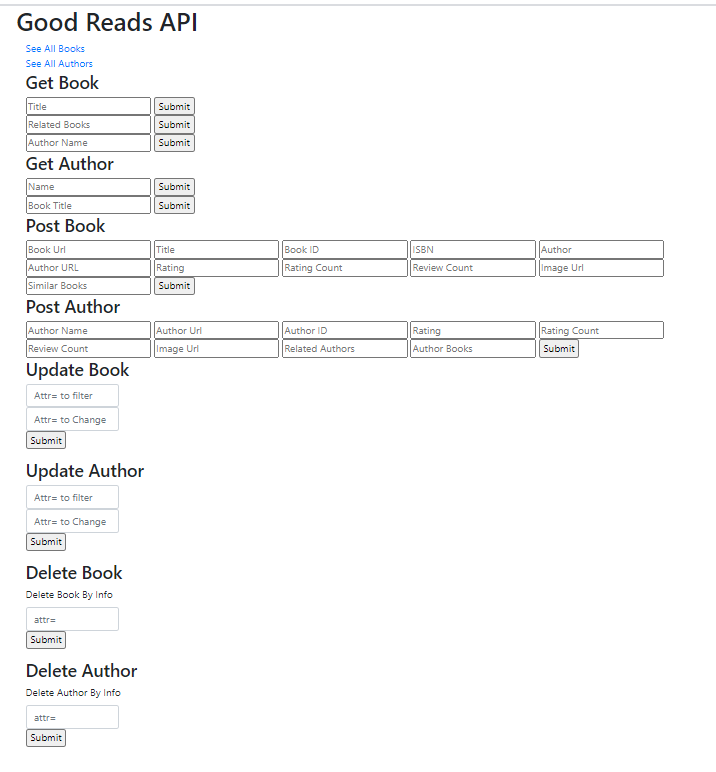 Good Reads API
See All Books
See All Authors
Get Book
Title Submit
Related Books Submit
Author Name Submit
Get Author
Name Submit
Book Title Submit
Post Book
Book Url Title Book ID ISBN Author
Author URL Rating Rating Count Review Count Image Url
Similar Books Submit
Post Author
Author Name Author Url Author ID Rating Rating Count
Review Count Image Url Related Authors Author Books Submit
Update Book
Attr= to filter
Attr= to Change
Submit
Update Author
Attr= to filter
Attr= to Change
Submit
Delete Book
Delete Book By Info
attr=
Submit
Delete Author
Delete Author By Info
attr=
Submit